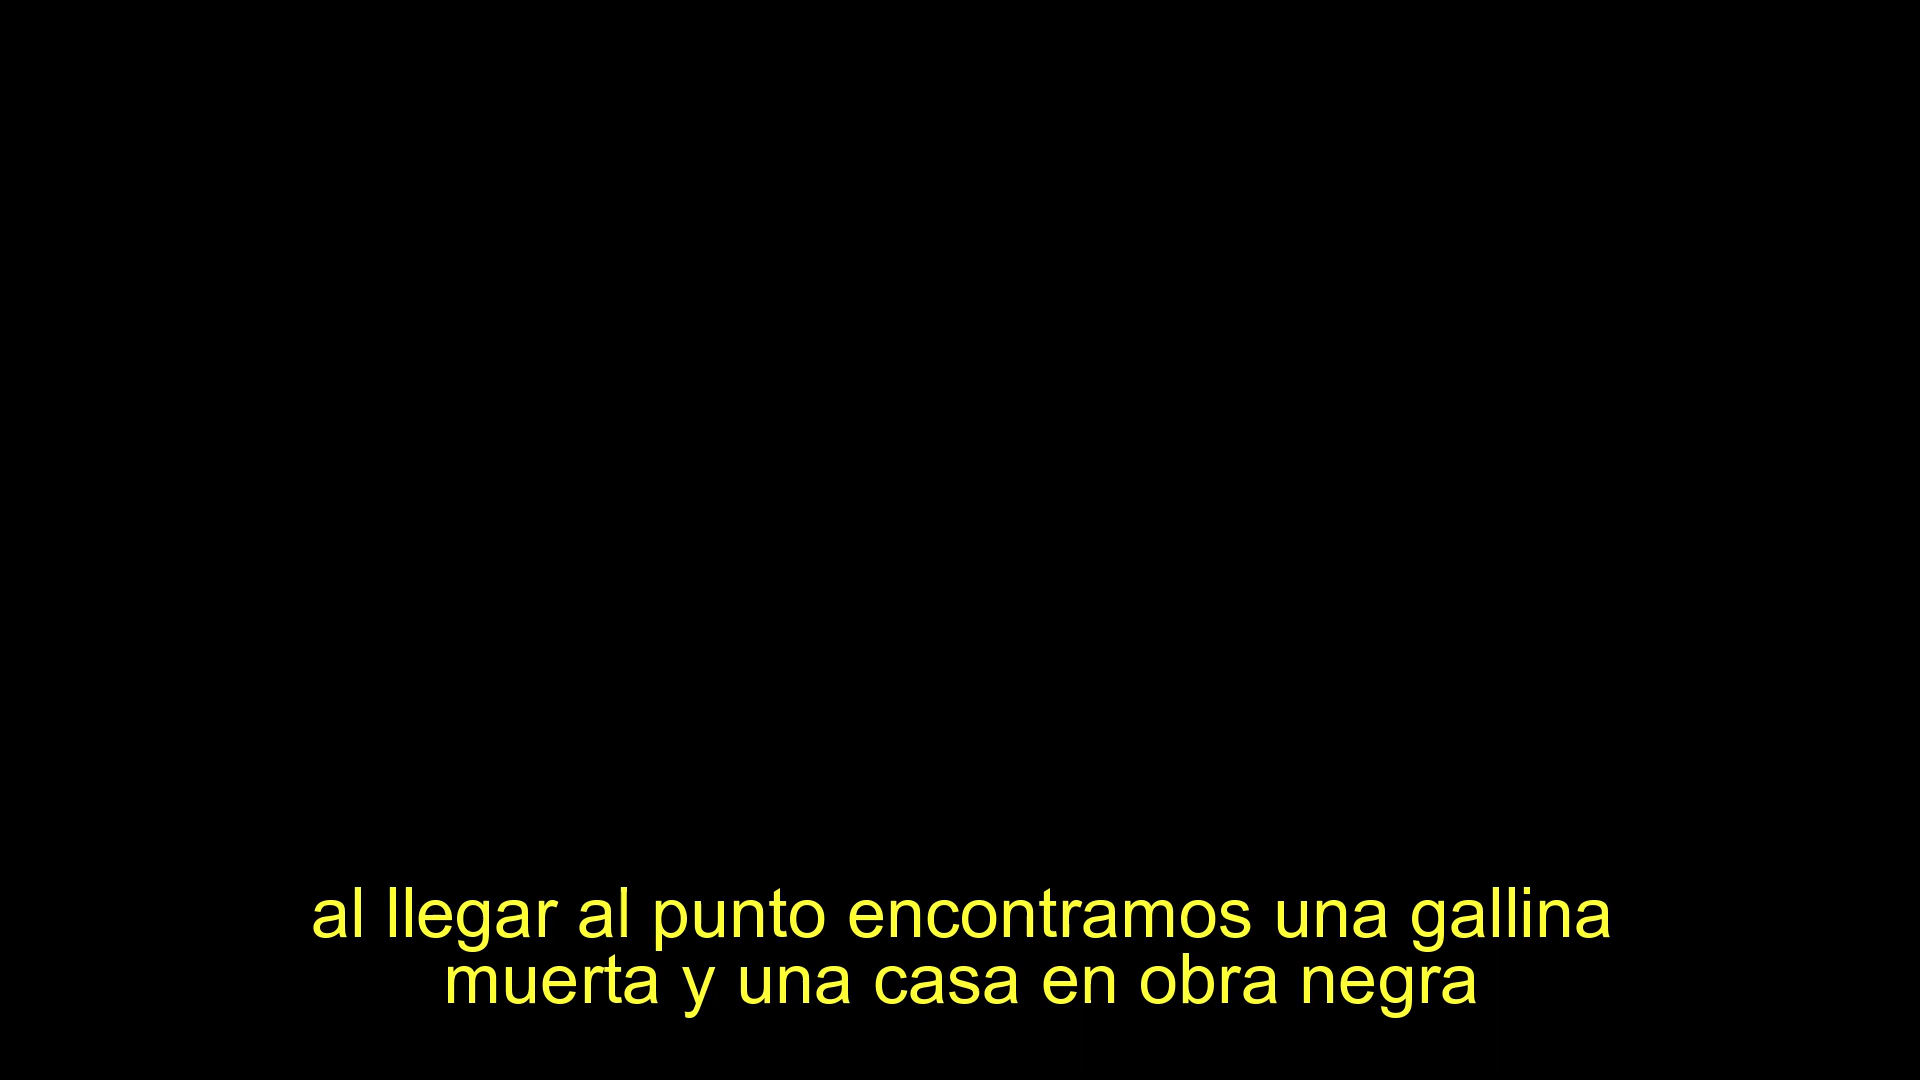 al llegar al punto encontramos una gallina
muerta y una casa en obra negra